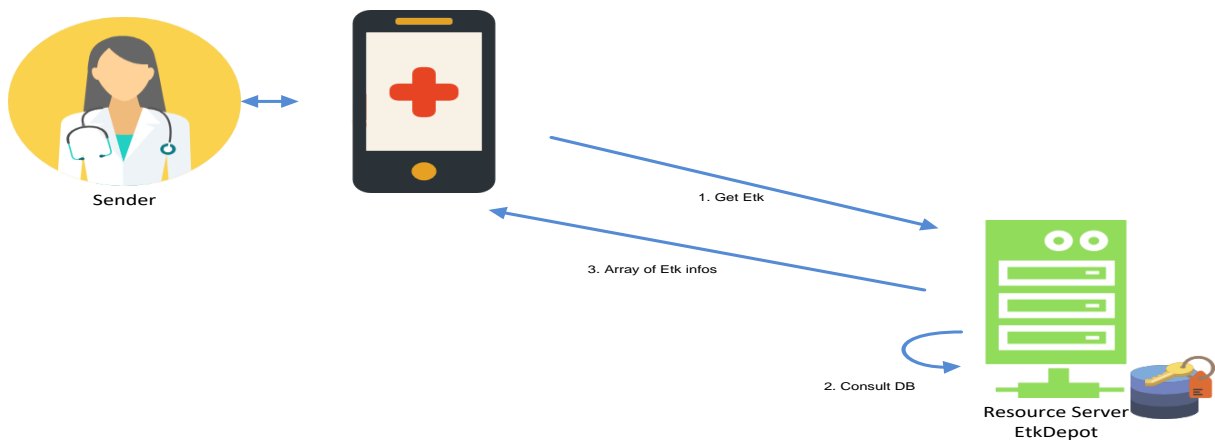 Sender
1. Get Etk
3. Array of Etk infos
2. Consult DB
Resource Server
EtkDepot